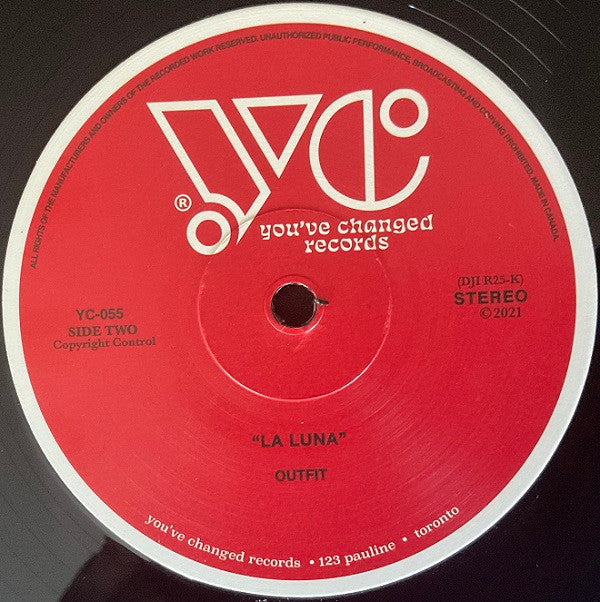 ALL RIGHTS OF THE MANUFACTURERS AND OWNERS OF THE RECORDED WORK RESERVED. UNAUTHORIZED PUBLIC PERFORMANCE, BROADCASTING AND COPYING PROHIBITED. MADE IN CANADA.
YC
®
you've changed
records
YC-055
SIDE TWO
Copyright Control
(DJI R25-K)
STEREO
©2021
"LA LUNA"
OUTFIT
you've changed records • 123 pauline • toronto